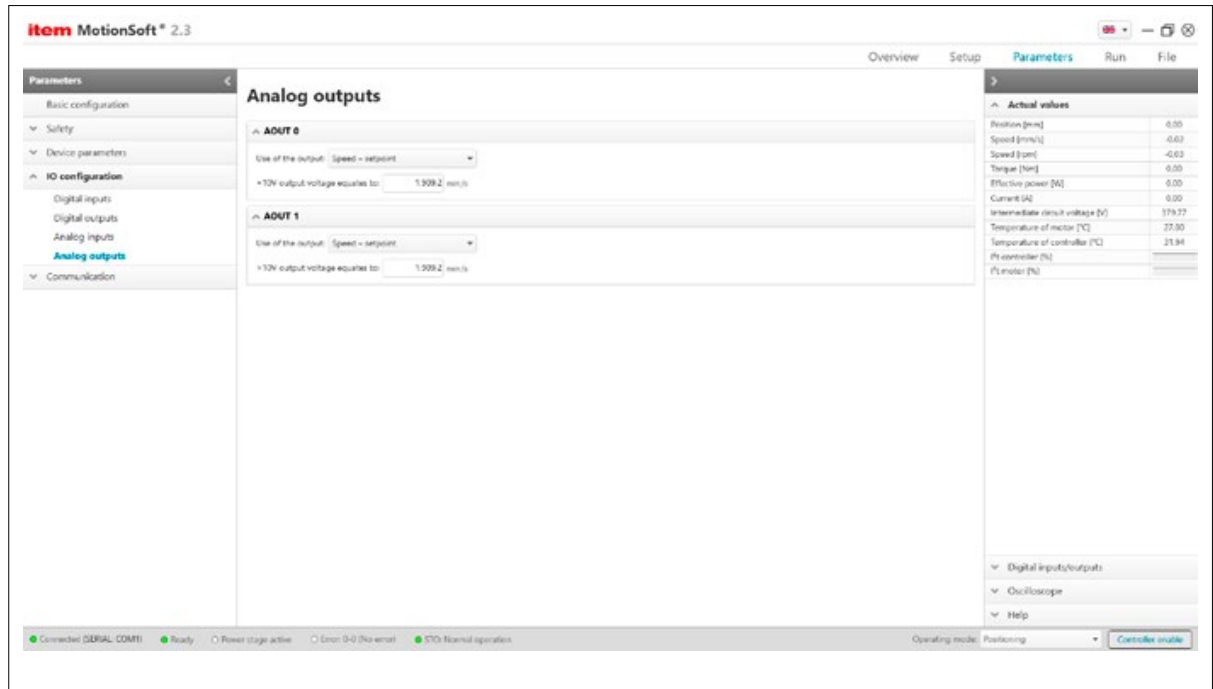 item MotionSoft® 2.3
Overview Setup Parameters Run File
Parameters
Basic configuration
Safety
Device parameters
IO configuration
Digital inputs
Digital outputs
Analog inputs
Analog outputs
Communication
Analog outputs
AOUT 0
Use of the output: Speed – setpoint
+10V output voltage equates to: 1.909.2 mm/s
AOUT 1
Use of the output: Speed – setpoint
+10V output voltage equates to: 1.909.2 mm/s
Actual values
Position [mm] 0.00
Speed [mm/s] -0.02
Speed [rpm] -0.03
Torque [Nm] 0.00
Effective power [W] 0.00
Current [A] 0.00
Intermediate circuit voltage [V] 379.27
Temperature of motor [°C] 27.00
Temperature of controller [°C] 31.94
I²t controller [%]
I²t motor [%]
Digital inputs/outputs
Oscilloscope
Help
Connected (SERIAL: COM1) Ready Power stage active Error: 0-0 (No error) STO: Normal operation Operating mode: Positioning Controller enable